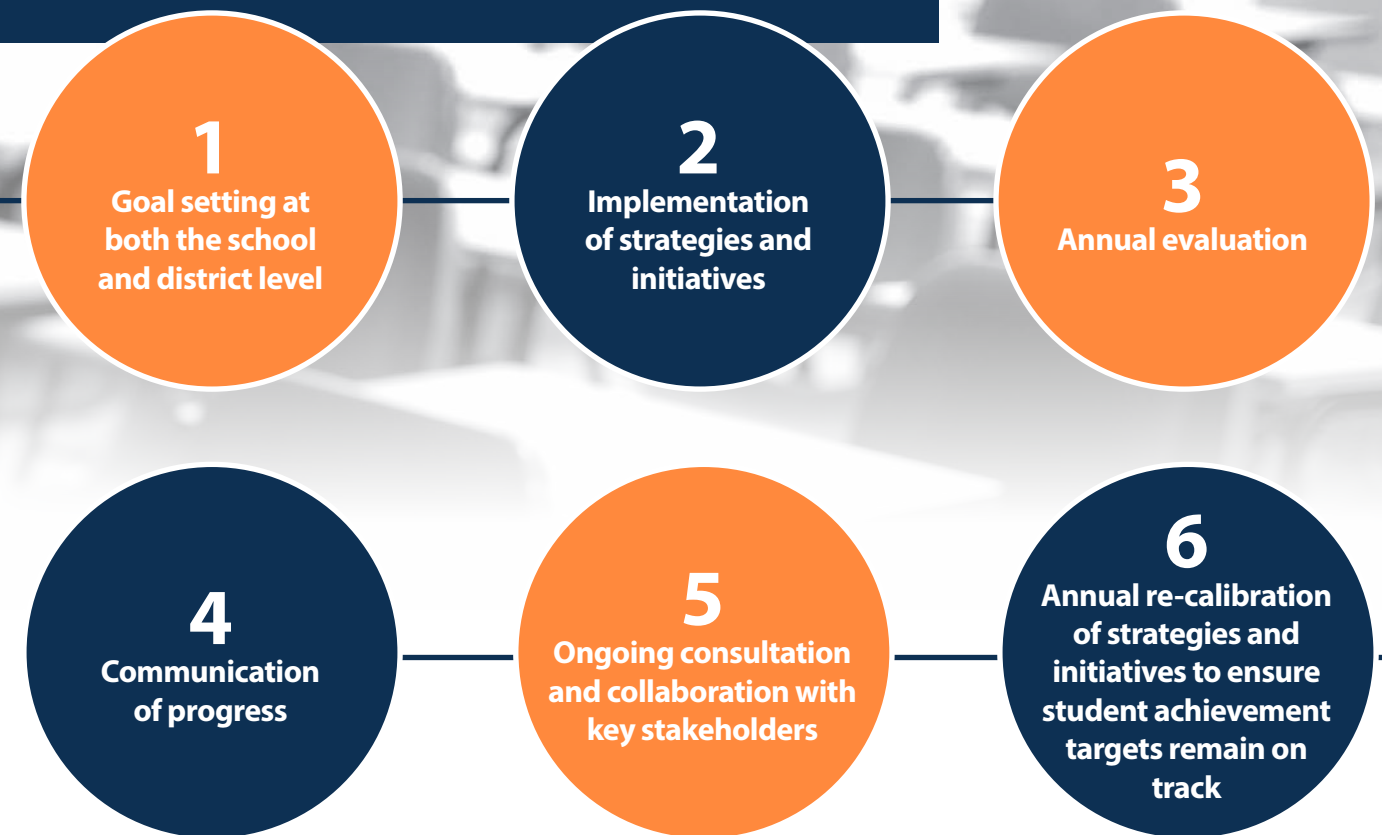 1
Goal setting at
both the school
and district level
2
Implementation
of strategies and
initiatives
3
Annual evaluation
4
Communication
of progress
5
Ongoing consultation
and collaboration with
key stakeholders
6
Annual re-calibration
of strategies and
initiatives to ensure
student achievement
targets remain on
track